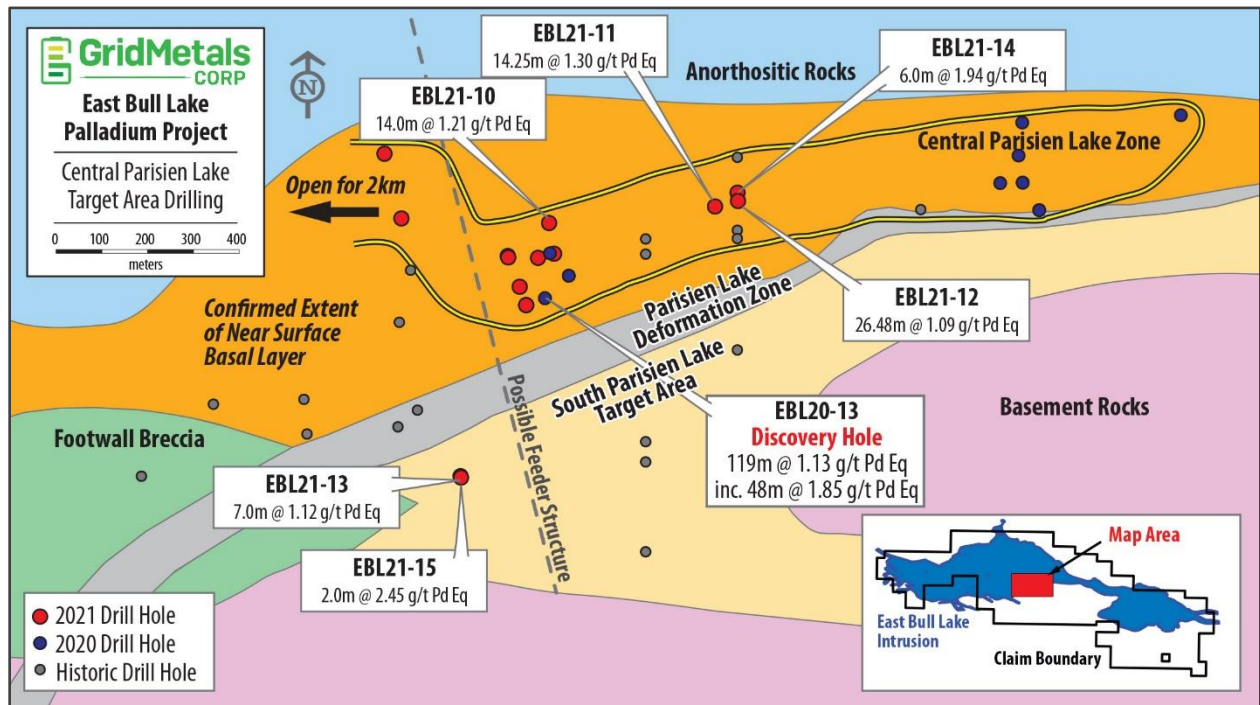 GridMetals
CORP
East Bull Lake
Palladium Project
Central Parisien Lake
Target Area Drilling
0 100 200 300 400
meters
N
EBL21-11
14.25m @ 1.30 g/t Pd Eq
EBL21-14
6.0m @ 1.94 g/t Pd Eq
Anorthositic Rocks
EBL21-10
14.0m @ 1.21 g/t Pd Eq
Central Parisien Lake Zone
Open for 2km
EBL21-12
26.48m @ 1.09 g/t Pd Eq
Parisien Lake
Deformation Zone
Confirmed Extent
of Near Surface
Basal Layer
South Parisien Lake
Target Area
Possible Feeder Structure
EBL20-13
Discovery Hole
119m @ 1.13 g/t Pd Eq
inc. 48m @ 1.85 g/t Pd Eq
Basement Rocks
Footwall Breccia
EBL21-13
7.0m @ 1.12 g/t Pd Eq
EBL21-15
2.0m @ 2.45 g/t Pd Eq
2021 Drill Hole
2020 Drill Hole
Historic Drill Hole
Map Area
East Bull Lake
Intrusion
Claim Boundary